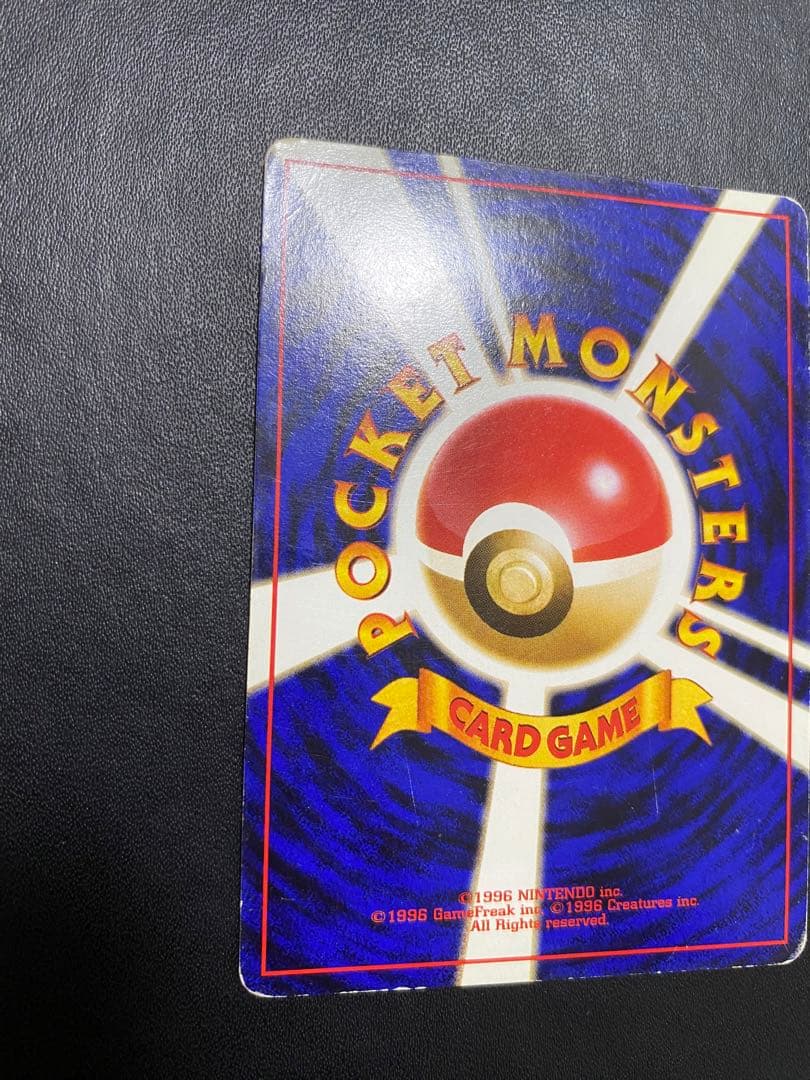 POCKET MONSTERS
CARD GAME
©1996 NINTENDO inc.
©1996 GameFreak inc. ©1996 Creatures inc.
All Rights reserved.